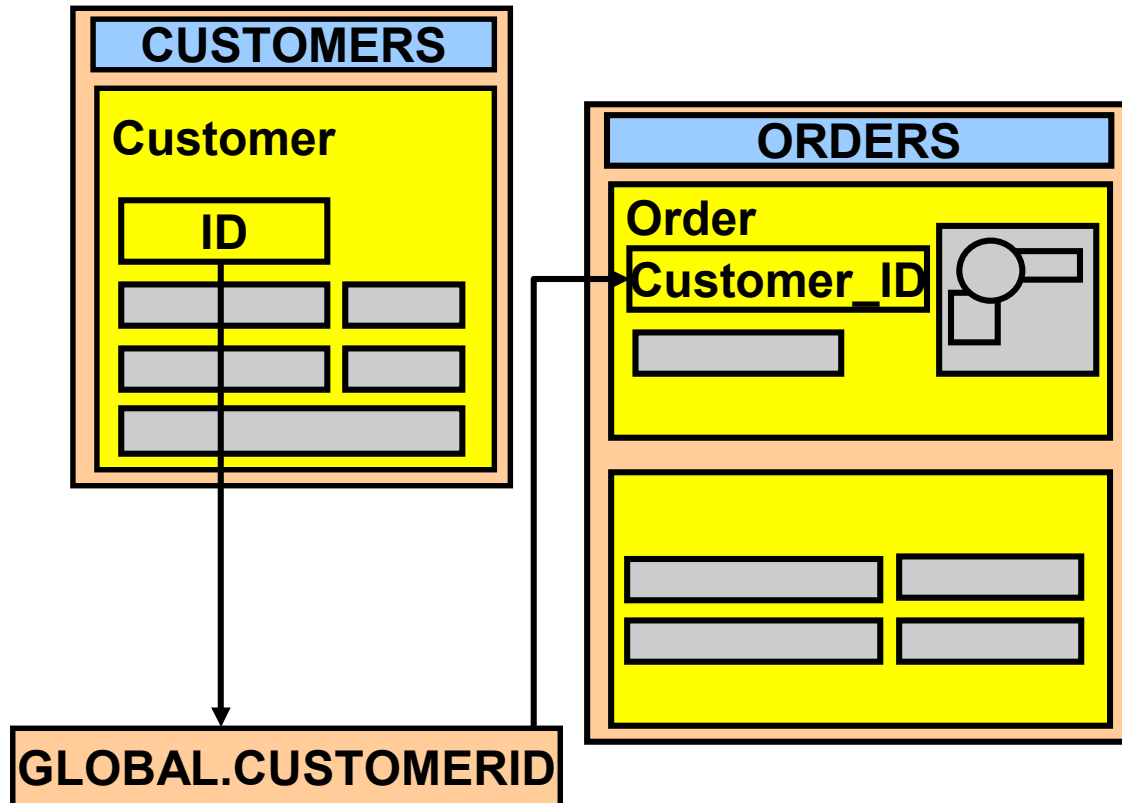 CUSTOMERS
Customer
ID
ORDERS
Order
Customer_ID
GLOBAL.CUSTOMERID